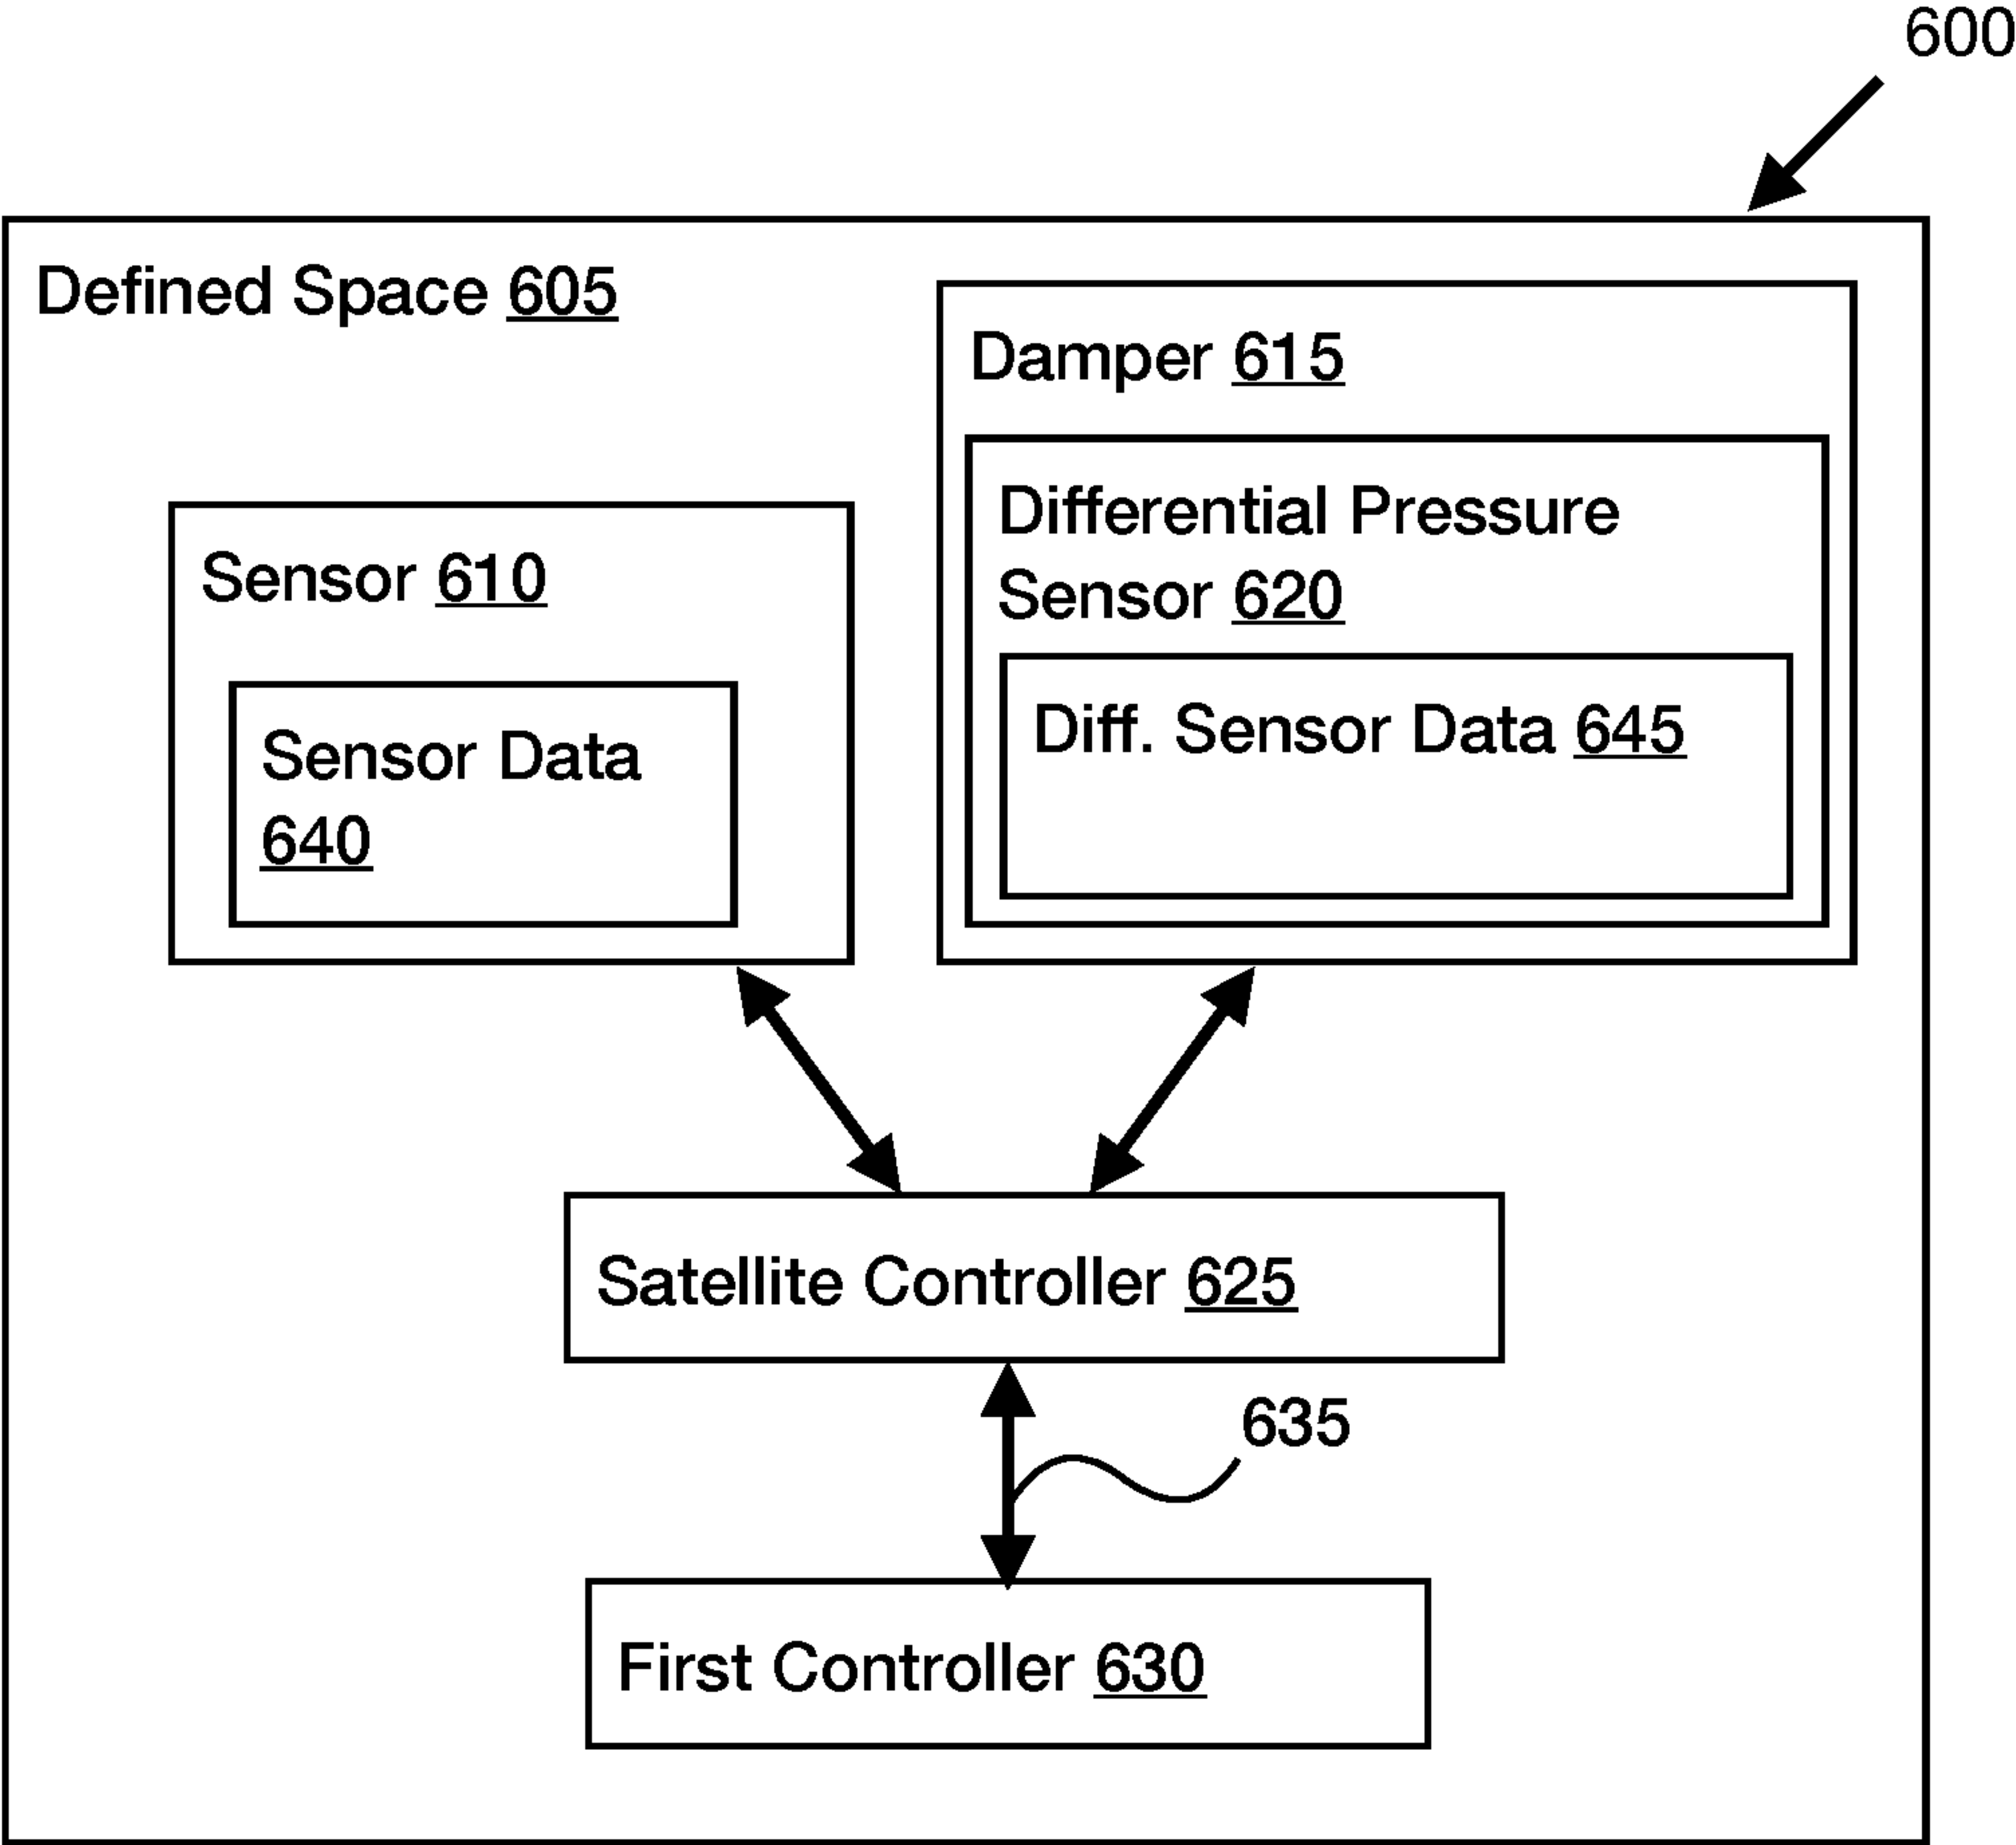 600
Defined Space 605
Damper 615
Differential Pressure
Sensor 620
Diff. Sensor Data 645
Sensor 610
Sensor Data
640
Satellite Controller 625
635
First Controller 630